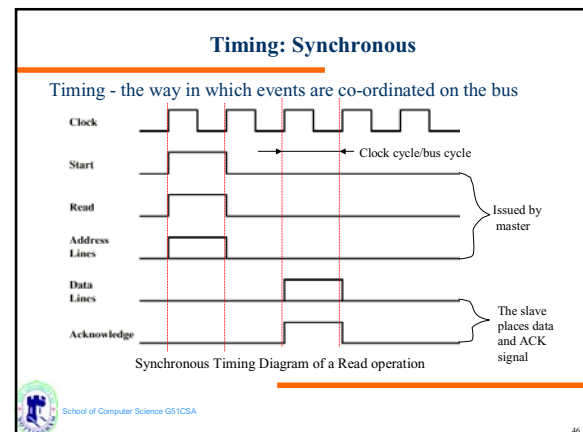 Timing: Synchronous
Timing - the way in which events are co-ordinated on the bus
Clock
Clock cycle/bus cycle
Start
Read
Issued by
master
Address
Lines
Data
Lines
The slave
places data
and ACK
signal
Acknowledge
Synchronous Timing Diagram of a Read operation
School of Computer Science G51CSA
46